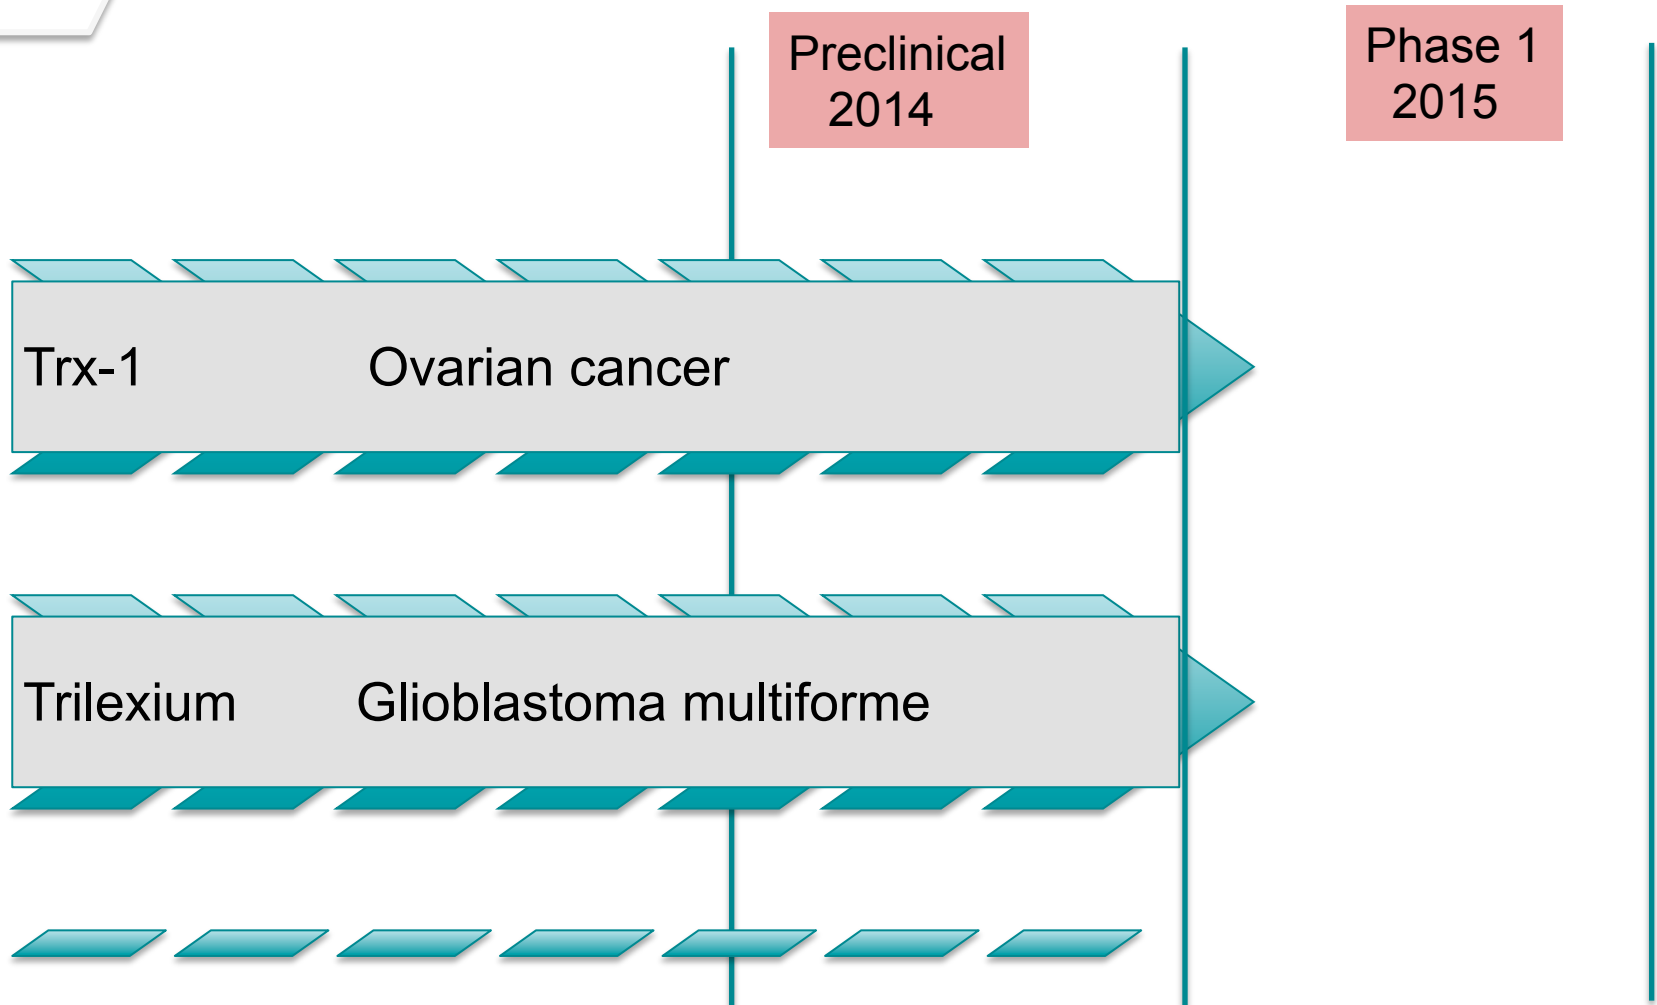 Preclinical
2014
Phase 1
2015
Trx-1 Ovarian cancer
Trilexium Glioblastoma multiforme